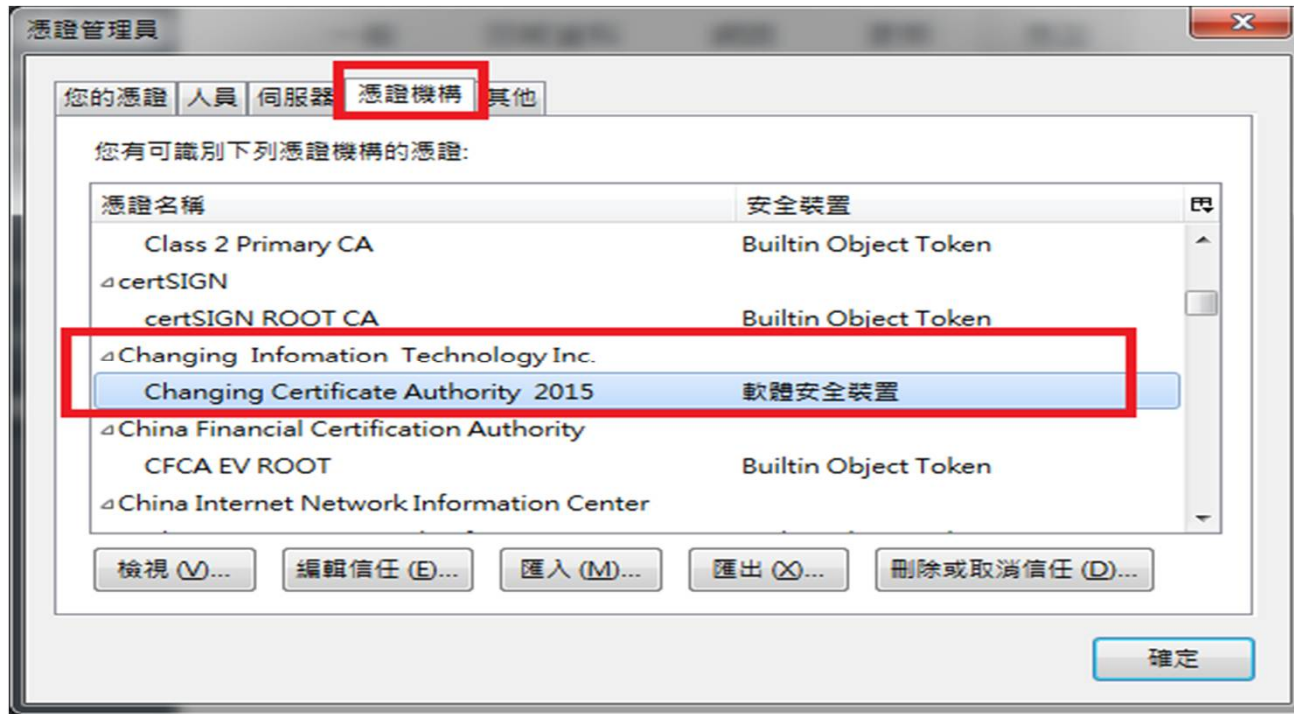 憑證管理員
您的憑證 人員 伺服器 憑證機構 其他
您有可識別下列憑證機構的憑證:
憑證名稱 安全裝置
Class 2 Primary CA Builtin Object Token
certSIGN
certSIGN ROOT CA Builtin Object Token
Changing Infomation Technology Inc.
Changing Certificate Authority 2015 軟體安全裝置
China Financial Certification Authority
CFCA EV ROOT Builtin Object Token
China Internet Network Information Center
檢視 (V)... 編輯信任 (E)... 匯入 (M)... 匯出 (X)... 刪除或取消信任 (D)...
確定